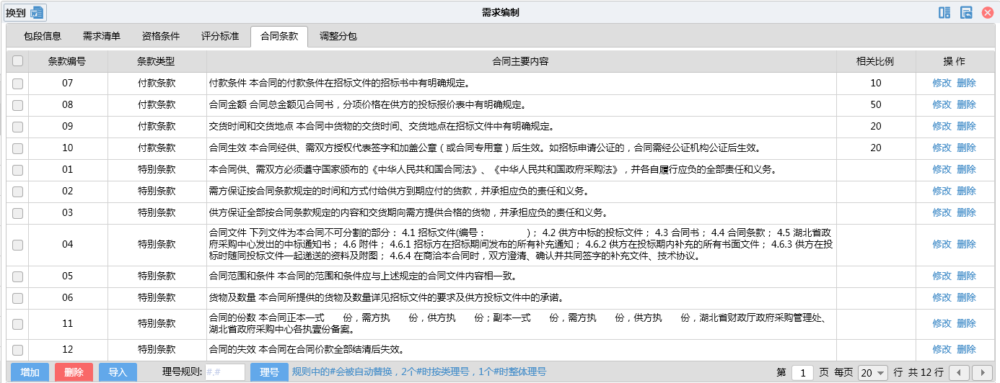 换到 需求编制
包段信息 需求清单 资格条件 评分标准 合同条款 调整分包
条款编号 条款类型 合同主要内容 相关比例 操 作
07 付款条款 付款条件 本合同的付款条件在招标文件的招标书中有明确规定。 10 修改 删除
08 付款条款 合同金额 合同总金额见合同书，分项价格在供方的投标报价表中有明确规定。 50 修改 删除
09 付款条款 交货时间和交货地点 本合同中货物的交货时间、交货地点在招标文件中有明确规定。 20 修改 删除
10 付款条款 合同生效 本合同经供、需双方授权代表签字和加盖公章（或合同专用章）后生效。如招标申请公证的，合同需经公证机构公证后生效。 20 修改 删除
01 特别条款 本合同供、需双方必须遵守国家颁布的《中华人民共和国合同法》、《中华人民共和国政府采购法》，并各自履行应负的全部责任和义务。 修改 删除
02 特别条款 需方保证按合同条款规定的时间和方式付给供方到期应付的货款，并承担应负的责任和义务。 修改 删除
03 特别条款 供方保证全部按合同条款规定的内容和交货期向需方提供合格的货物，并承担应负的责任和义务。 修改 删除
04 特别条款 合同文件 下列文件为本合同不可分割的部分： 4.1 招标文件(编号：　　　　)； 4.2 供方中标的投标文件； 4.3 合同书； 4.4 合同条款； 4.5 湖北省政
府采购中心发出的中标通知书； 4.6 附件； 4.6.1 招标方在招标期间发布的所有补充通知； 4.6.2 供方在投标期内补充的所有书面文件； 4.6.3 供方在投
标时随同投标文件一起递送的资料及附图； 4.6.4 在商洽本合同时，双方澄清、确认并共同签字的补充文件、技术协议。 修改 删除
05 特别条款 合同范围和条件 本合同的范围和条件应与上述规定的合同文件内容相一致。 修改 删除
06 特别条款 货物及数量 本合同所提供的货物及数量详见招标文件的要求及供方投标文件中的承诺。 修改 删除
11 特别条款 合同的份数 本合同正本一式　　份，需方执　　份，供方执　　份；副本一式　　份，需方执　　份，供方执　　份，湖北省财政厅政府采购管理处、
湖北省政府采购中心各执壹份备案。 修改 删除
12 特别条款 合同的失效 本合同在合同价款全部结清后失效。 修改 删除
增加 删除 导入 理号规则: #,# 理号 规则中的#会被自动替换，2个#时按类理号，1个#时整体理号 第 1 页 每页 20 行 共 12 行